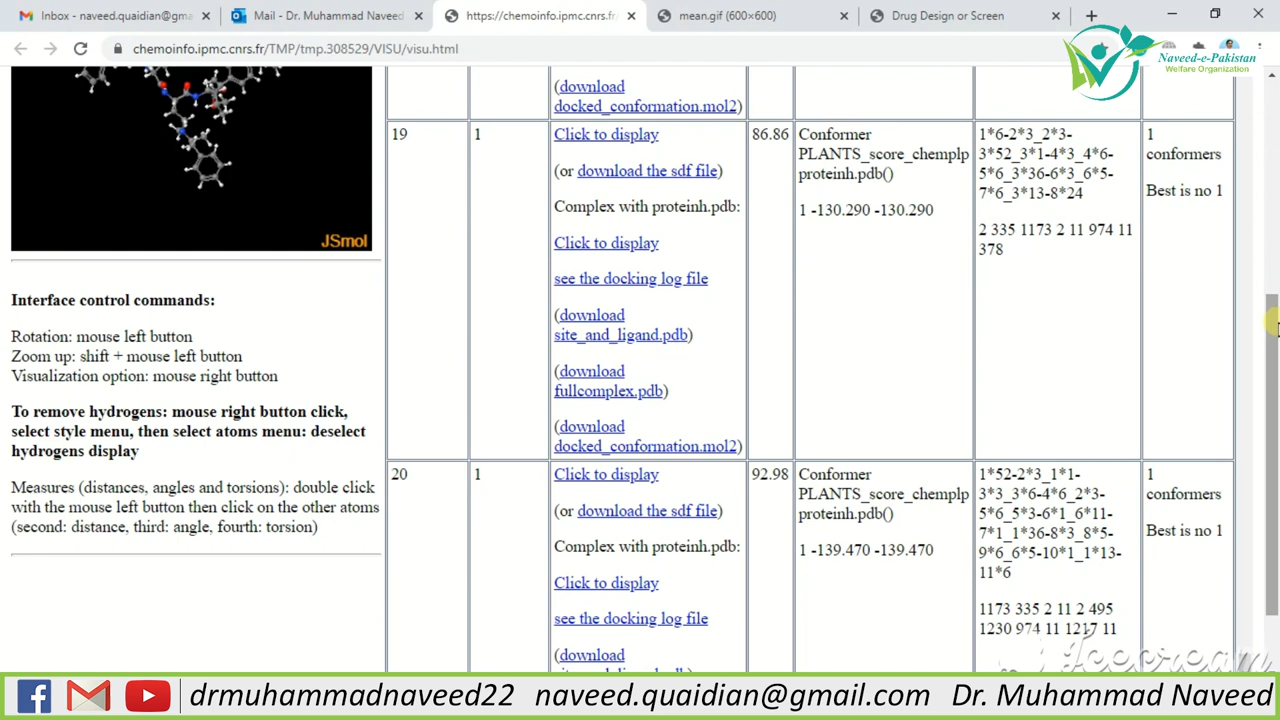 Inbox - naveed.quaidian@gma
Mail - Dr. Muhammad Naveed
https://chemoinfo.ipmc.cnrs.fr/
mean.gif (600×600)
Drug Design or Screen
chemoinfo.ipmc.cnrs.fr/TMP/tmp.308529/VISU/visu.html
Naveed-e-Pakistan
Welfare Organization
JSmol
Interface control commands:
Rotation: mouse left button
Zoom up: shift + mouse left button
Visualization option: mouse right button
To remove hydrogens: mouse right button click,
select style menu, then select atoms menu: deselect
hydrogens display
Measures (distances, angles and torsions): double click
with the mouse left button then click on the other atoms
(second: distance, third: angle, fourth: torsion)
(download
docked_conformation.mol2)
19
1
Click to display
(or download the sdf file)
Complex with proteinh.pdb:
Click to display
see the docking log file
(download
site_and_ligand.pdb)
(download
fullcomplex.pdb)
(download
docked_conformation.mol2)
86.86
Conformer
PLANTS_score_chemplp
proteinh.pdb()
1 -130.290 -130.290
1*6-2*3_2*3-
3*52_3*1-4*3_4*6-
5*6_3*36-6*3_6*5-
7*6_3*13-8*24
2 335 1173 2 11 974 11
378
1
conformers
Best is no 1
20
1
Click to display
(or download the sdf file)
Complex with proteinh.pdb:
Click to display
see the docking log file
(download
92.98
Conformer
PLANTS_score_chemplp
proteinh.pdb()
1 -139.470 -139.470
1*52-2*3_1*1-
3*3_3*6-4*6_2*3-
5*6_5*3-6*1_6*11-
7*1_1*36-8*3_8*5-
9*6_6*5-10*1_1*13-
11*6
1173 335 2 11 2 495
1230 974 11 1217 11
1
conformers
Best is no 1
Icecream
drmuhammadnaveed22 naveed.quaidian@gmail.com Dr. Muhammad Naveed